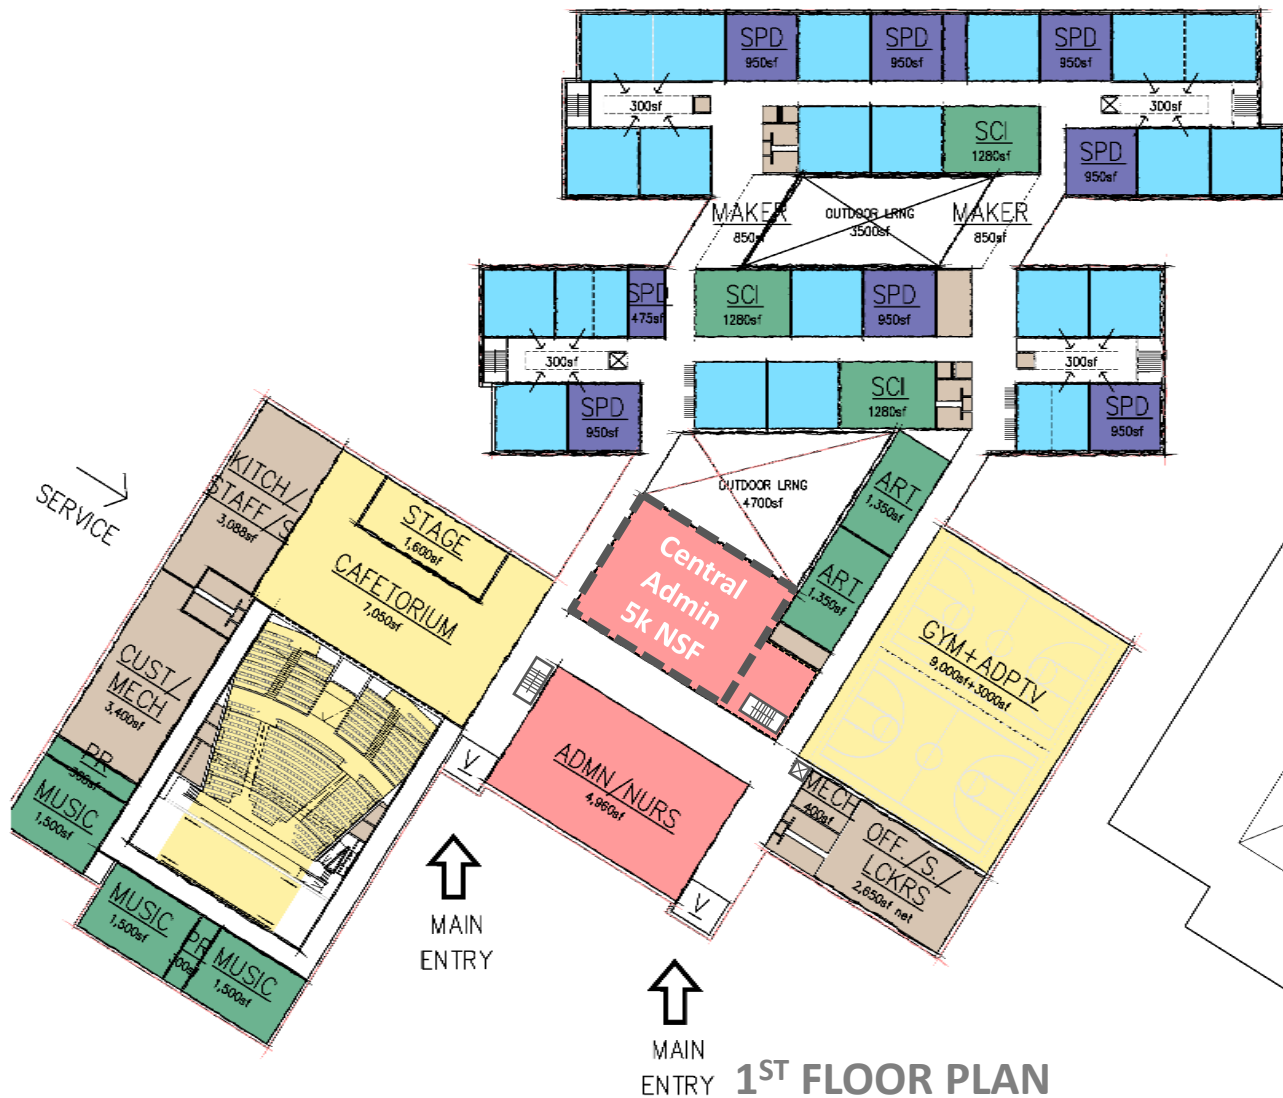 SPD
950sf
SPD
950sf
SPD
950sf
300sf
300sf
SCI
1280sf
SPD
950sf
MAKER
850sf
OUTDOOR LRNG
3500sf
MAKER
850sf
SPD
475sf
SCI
1280sf
SPD
950sf
300sf
300sf
SCI
1280sf
SPD
950sf
SPD
950sf
SERVICE
KITCH/
STAFF/S
3,088sf
STAGE
1,600sf
CAFETORIUM
7,050sf
OUTDOOR LRNG
4700sf
ART
1,350sf
ART
1,350sf
Central
Admin
5k NSF
GYM+ADPTV
9,000sf+3000sf
CUST/
MECH
3,400sf
PR
300sf
MUSIC
1,500sf
V
ADMN/NURS
4,960sf
MECH
400sf
OFF./S./
LCKRS
2,650sf net
V
MUSIC
1,500sf
PR
300sf
MUSIC
1,500sf
MAIN
ENTRY
MAIN
ENTRY
1ST FLOOR PLAN